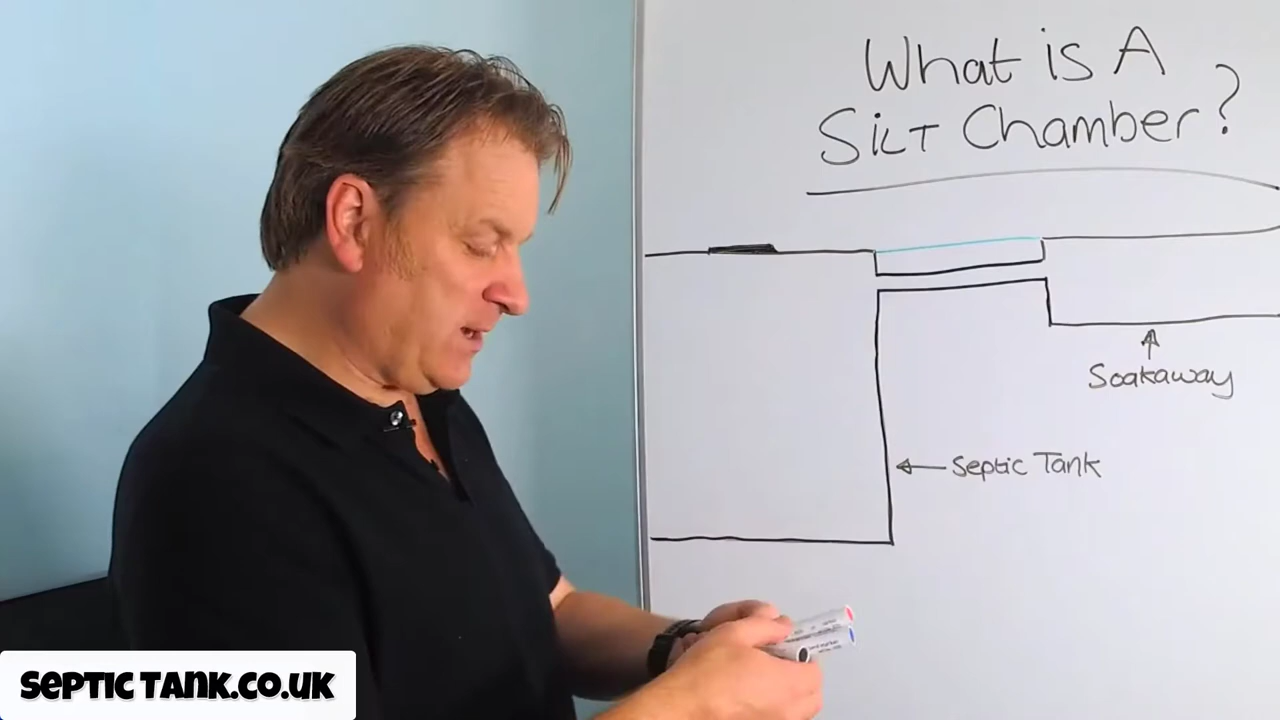 What is A
SILT Chamber?
Soakaway
Septic Tank
SEPTIC TANK.CO.UK